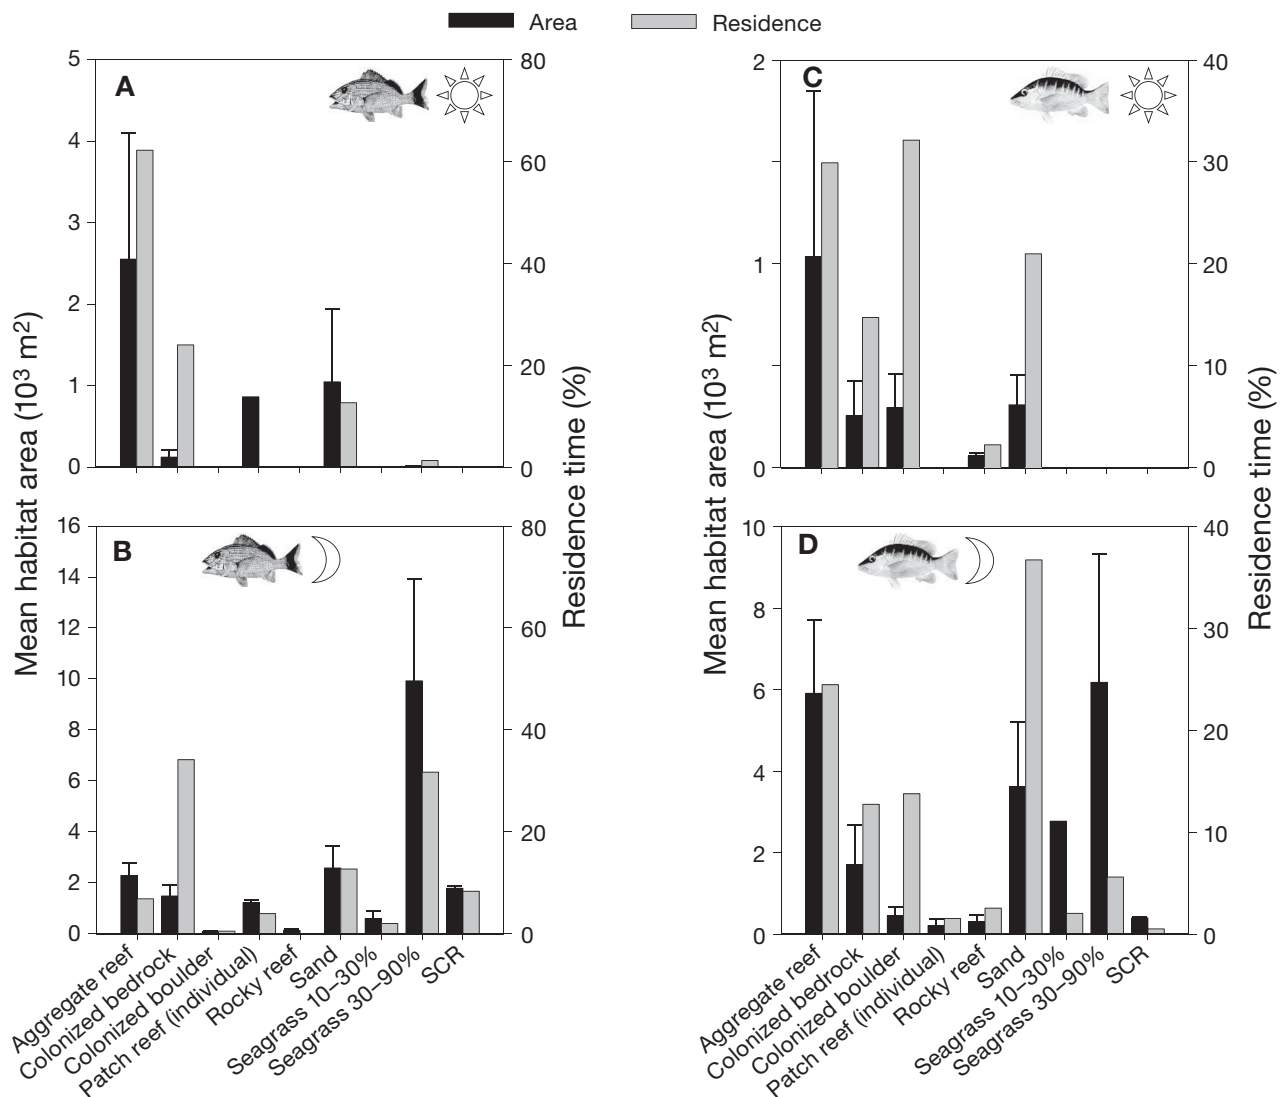 Area Residence
A
5
4
3
2
1
0
80
60
40
20
0
C
2
1
0
40
30
20
10
0
B
16
14
12
10
8
6
4
2
0
80
60
40
20
0
D
10
8
6
4
2
0
40
30
20
10
0
Mean habitat area (10³ m²)
Residence time (%)
Mean habitat area (10³ m²)
Residence time (%)
Aggregate reef
Colonized bedrock
Colonized boulder
Patch reef (individual)
Rocky reef
Sand
Seagrass 10–30%
Seagrass 30–90%
SCR
Aggregate reef
Colonized bedrock
Colonized boulder
Patch reef (individual)
Rocky reef
Sand
Seagrass 10–30%
Seagrass 30–90%
SCR